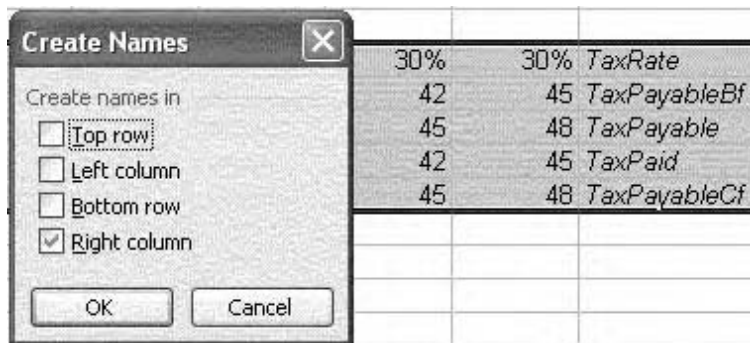 Create Names
Create names in
Top row
Left column
Bottom row
Right column
OK Cancel
30% 30% TaxRate
42 45 TaxPayableBf
45 48 TaxPayable
42 45 TaxPaid
45 48 TaxPayableCf